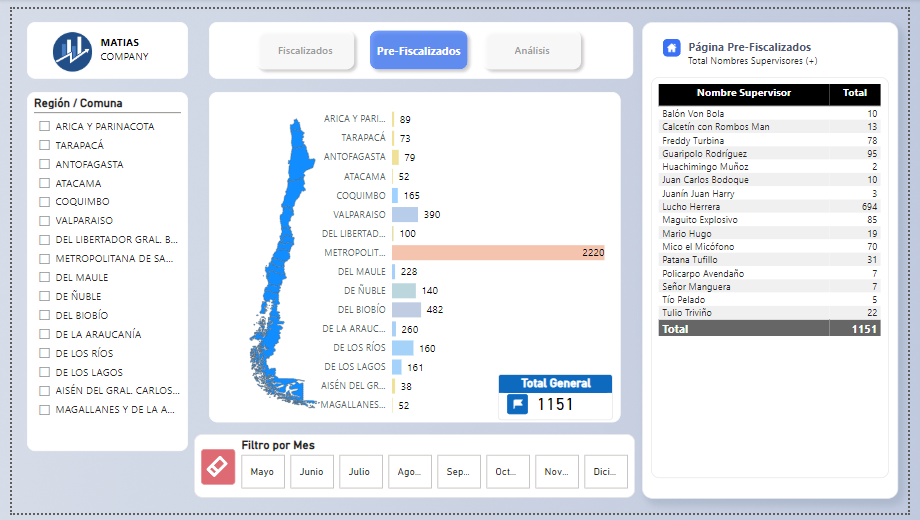 MATIAS
COMPANY
Fiscalizados
Pre-Fiscalizados
Análisis
Región / Comuna
ARICA Y PARINACOTA
TARAPACÁ
ANTOFAGASTA
ATACAMA
COQUIMBO
VALPARAISO
DEL LIBERTADOR GRAL. B...
METROPOLITANA DE SA...
DEL MAULE
DE ÑUBLE
DEL BIOBÍO
DE LA ARAUCANÍA
DE LOS RÍOS
DE LOS LAGOS
AISÉN DEL GRAL. CARLOS...
MAGALLANES Y DE LA A...
ARICA Y PARI... 89
TARAPACÁ 73
ANTOFAGASTA 79
ATACAMA 52
COQUIMBO 165
VALPARAISO 390
DEL LIBERTAD... 100
METROPOLIT... 2220
DEL MAULE 228
DE ÑUBLE 140
DEL BIOBÍO 482
DE LA ARAUC... 260
DE LOS RÍOS 160
DE LOS LAGOS 161
AISÉN DEL GR... 38
MAGALLANES... 52
Total General
1151
Filtro por Mes
Mayo
Junio
Julio
Ago...
Sep...
Oct...
Nov...
Dici...
Página Pre-Fiscalizados
Total Nombres Supervisores (+)
Nombre Supervisor Total
Balón Von Bola 10
Calcetín con Rombos Man 13
Freddy Turbina 78
Guaripolo Rodríguez 95
Huachimingo Muñoz 2
Juan Carlos Bodoque 10
Juanín Juan Harry 3
Lucho Herrera 694
Maguito Explosivo 85
Mario Hugo 19
Mico el Micófono 70
Patana Tufillo 31
Policarpo Avendaño 7
Señor Manguera 7
Tío Pelado 5
Tulio Triviño 22
Total 1151